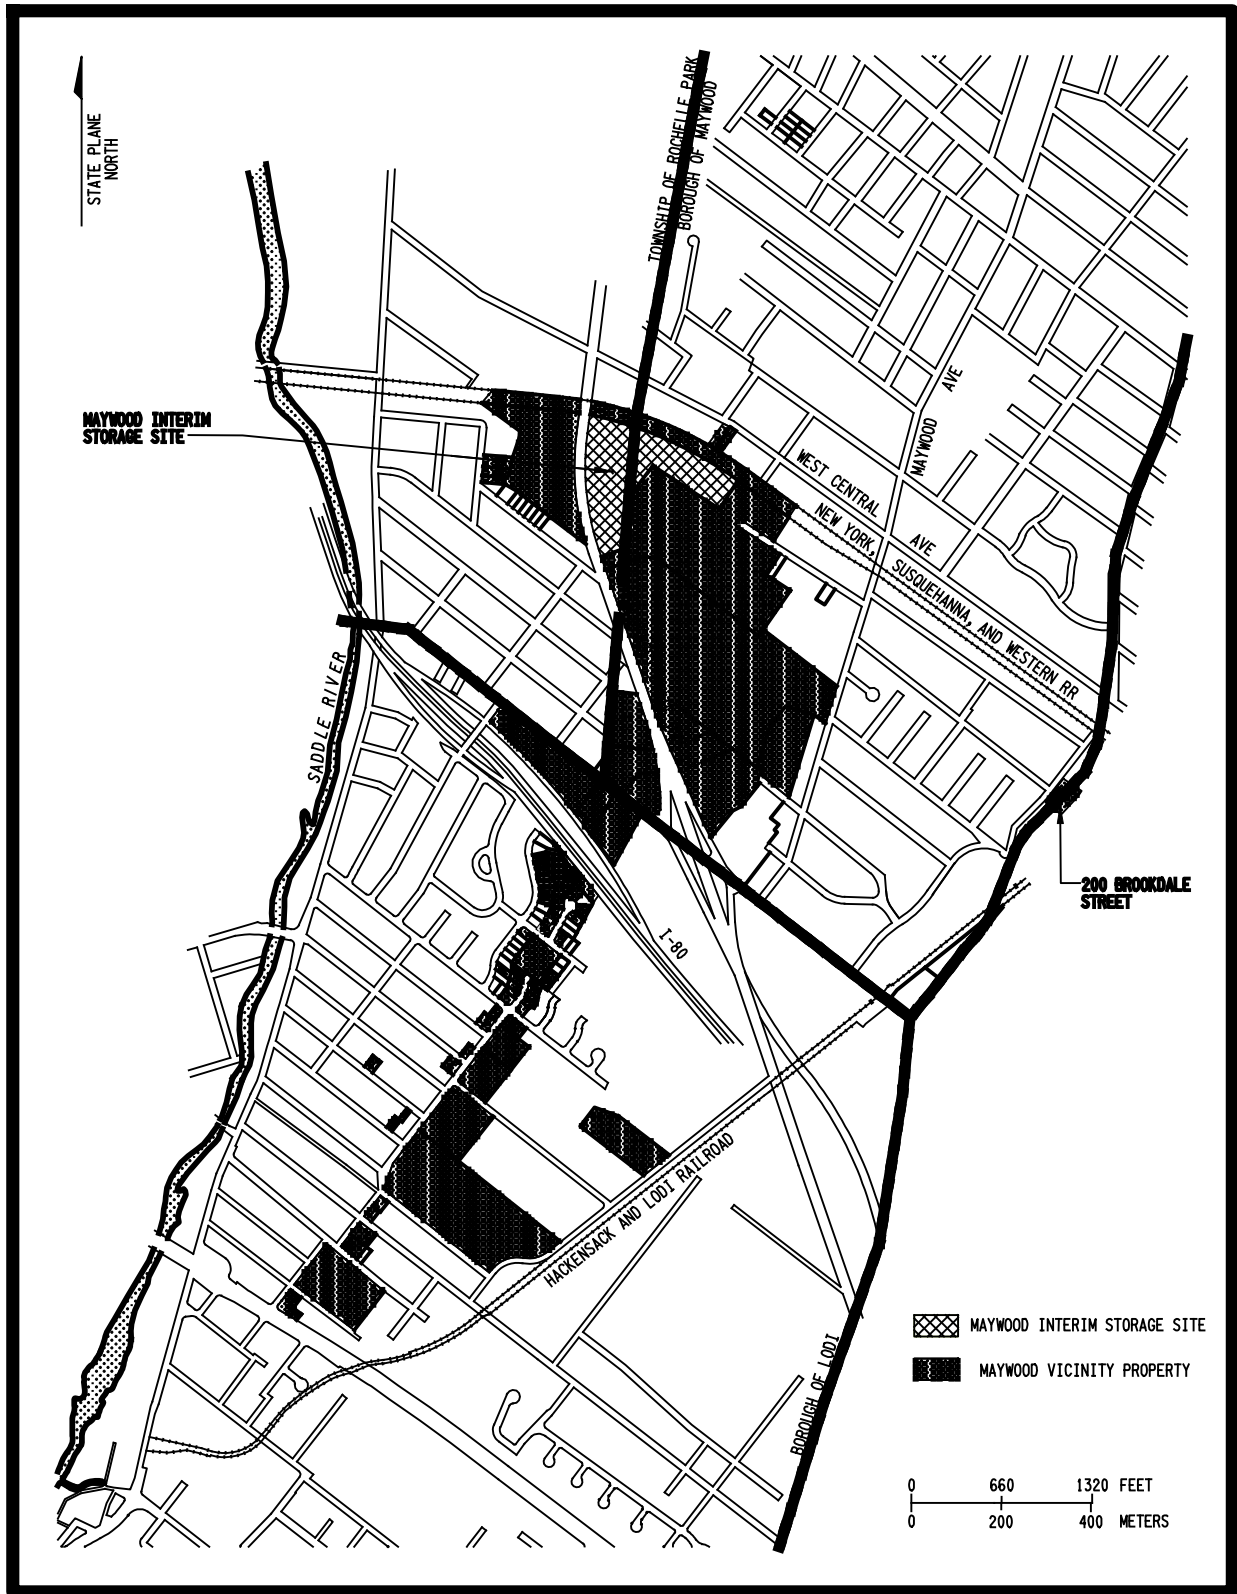 STATE PLANE
NORTH
TOWNSHIP OF ROCHELLE PARK
BOROUGH OF MAYWOOD
MAYWOOD INTERIM
STORAGE SITE
MAYWOOD AVE
WEST CENTRAL AVE
NEW YORK, SUSQUEHANNA, AND WESTERN RR
SADDLE RIVER
200 BROOKDALE
STREET
I-80
HACKENSACK AND LODI RAILROAD
BOROUGH OF LODI
MAYWOOD INTERIM STORAGE SITE
MAYWOOD VICINITY PROPERTY
0 660 1320 FEET
0 200 400 METERS